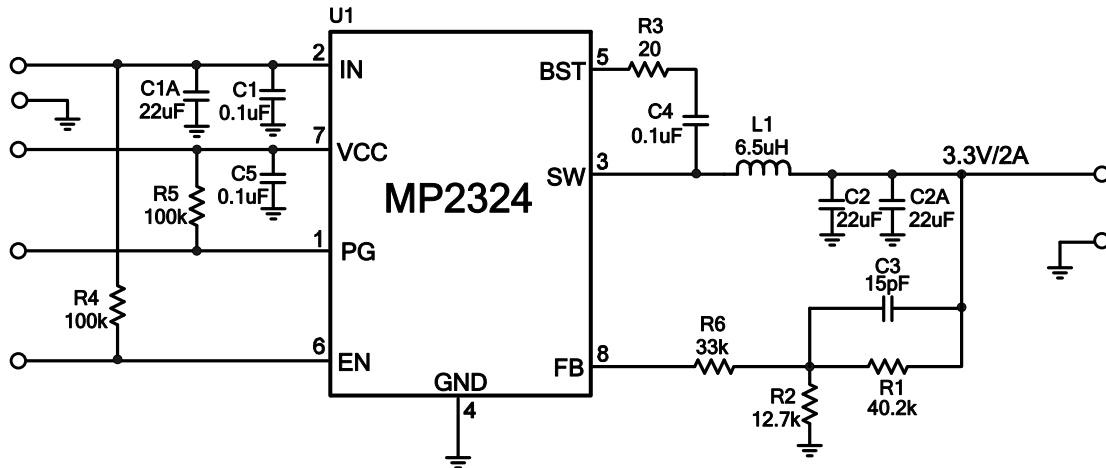 U1
R3
20
2
IN
5
BST
C1A
22uF
C1
0.1uF
C4
0.1uF
L1
6.5uH
7
VCC
3
SW
3.3V/2A
R5
100k
C5
0.1uF
MP2324
C2
22uF
C2A
22uF
1
PG
C3
15pF
R4
100k
R6
33k
6
EN
8
FB
R2
12.7k
R1
40.2k
GND
4